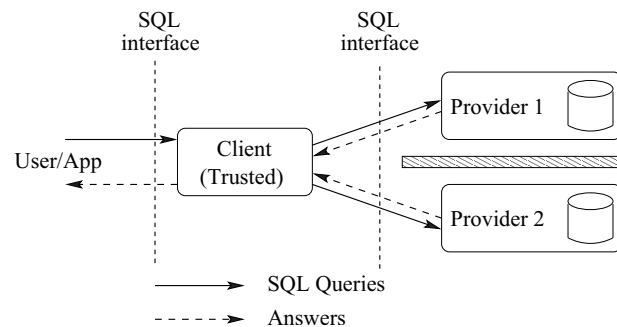 SQL
interface
SQL
interface
Provider 1
User/App
Client
(Trusted)
Provider 2
SQL Queries
Answers